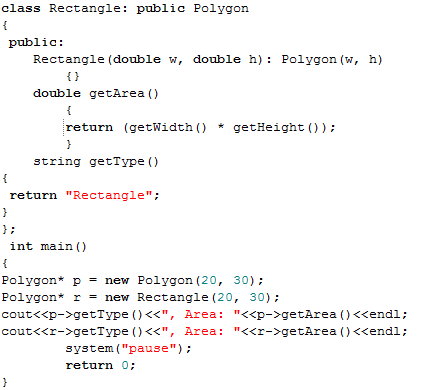 class Rectangle: public Polygon
{
public:
Rectangle(double w, double h): Polygon(w, h)
{}
double getArea()
{
return (getWidth() * getHeight());
}
string getType()
{
return "Rectangle";
}
};
int main()
{
Polygon* p = new Polygon(20, 30);
Polygon* r = new Rectangle(20, 30);
cout<<p->getType()<<", Area: "<<p->getArea()<<endl;
cout<<r->getType()<<", Area: "<<r->getArea()<<endl;
system("pause");
return 0;
}